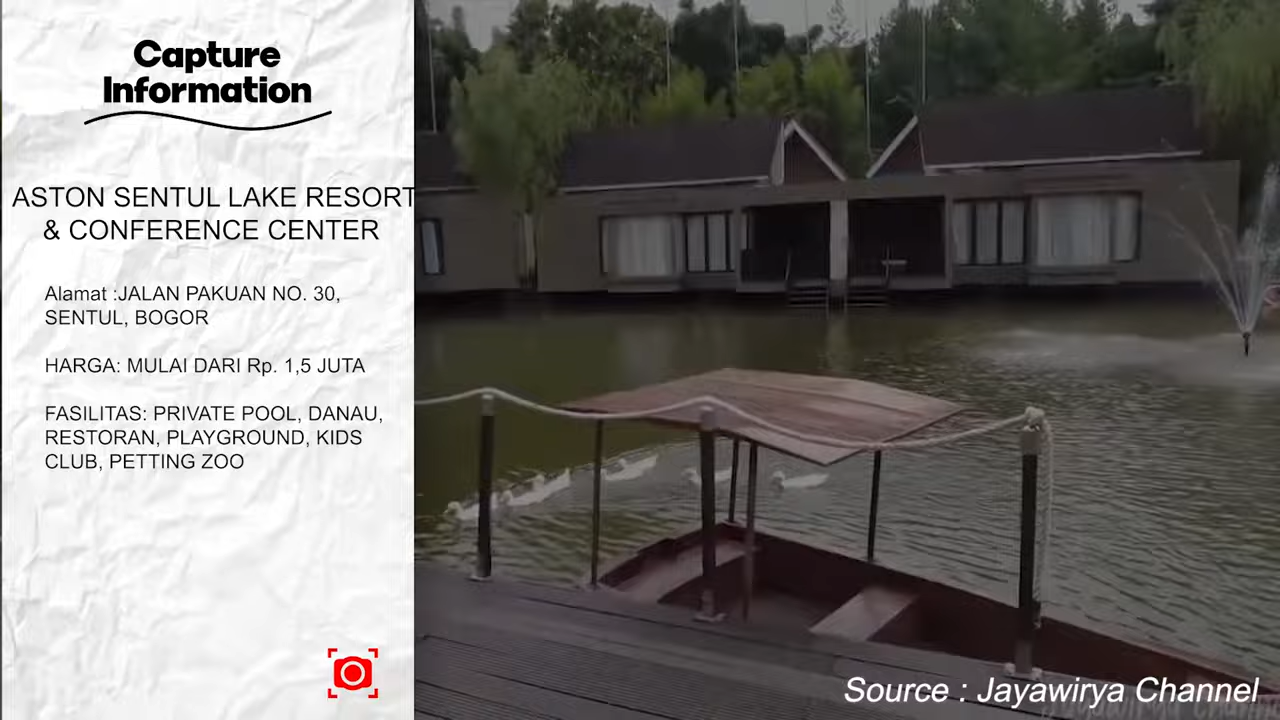 Capture
Information
ASTON SENTUL LAKE RESORT
& CONFERENCE CENTER
Alamat :JALAN PAKUAN NO. 30,
SENTUL, BOGOR
HARGA: MULAI DARI Rp. 1,5 JUTA
FASILITAS: PRIVATE POOL, DANAU,
RESTORAN, PLAYGROUND, KIDS
CLUB, PETTING ZOO
Source : Jayawirya Channel